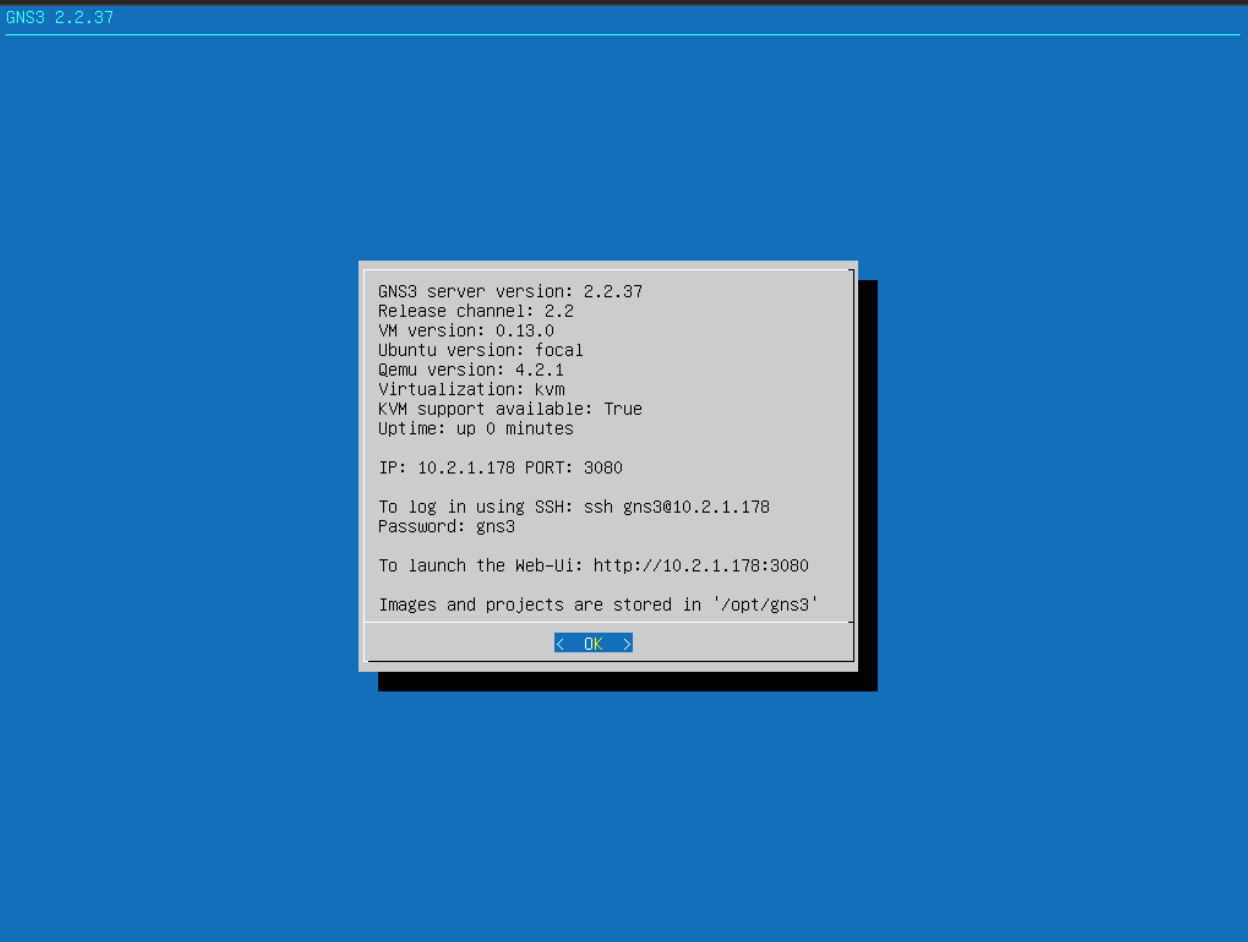 GNS3 2.2.37
GNS3 server version: 2.2.37
Release channel: 2.2
VM version: 0.13.0
Ubuntu version: focal
Qemu version: 4.2.1
Virtualization: kvm
KVM support available: True
Uptime: up 0 minutes
IP: 10.2.1.178 PORT: 3080
To log in using SSH: ssh gns3@10.2.1.178
Password: gns3
To launch the Web-Ui: http://10.2.1.178:3080
Images and projects are stored in '/opt/gns3'
< OK >